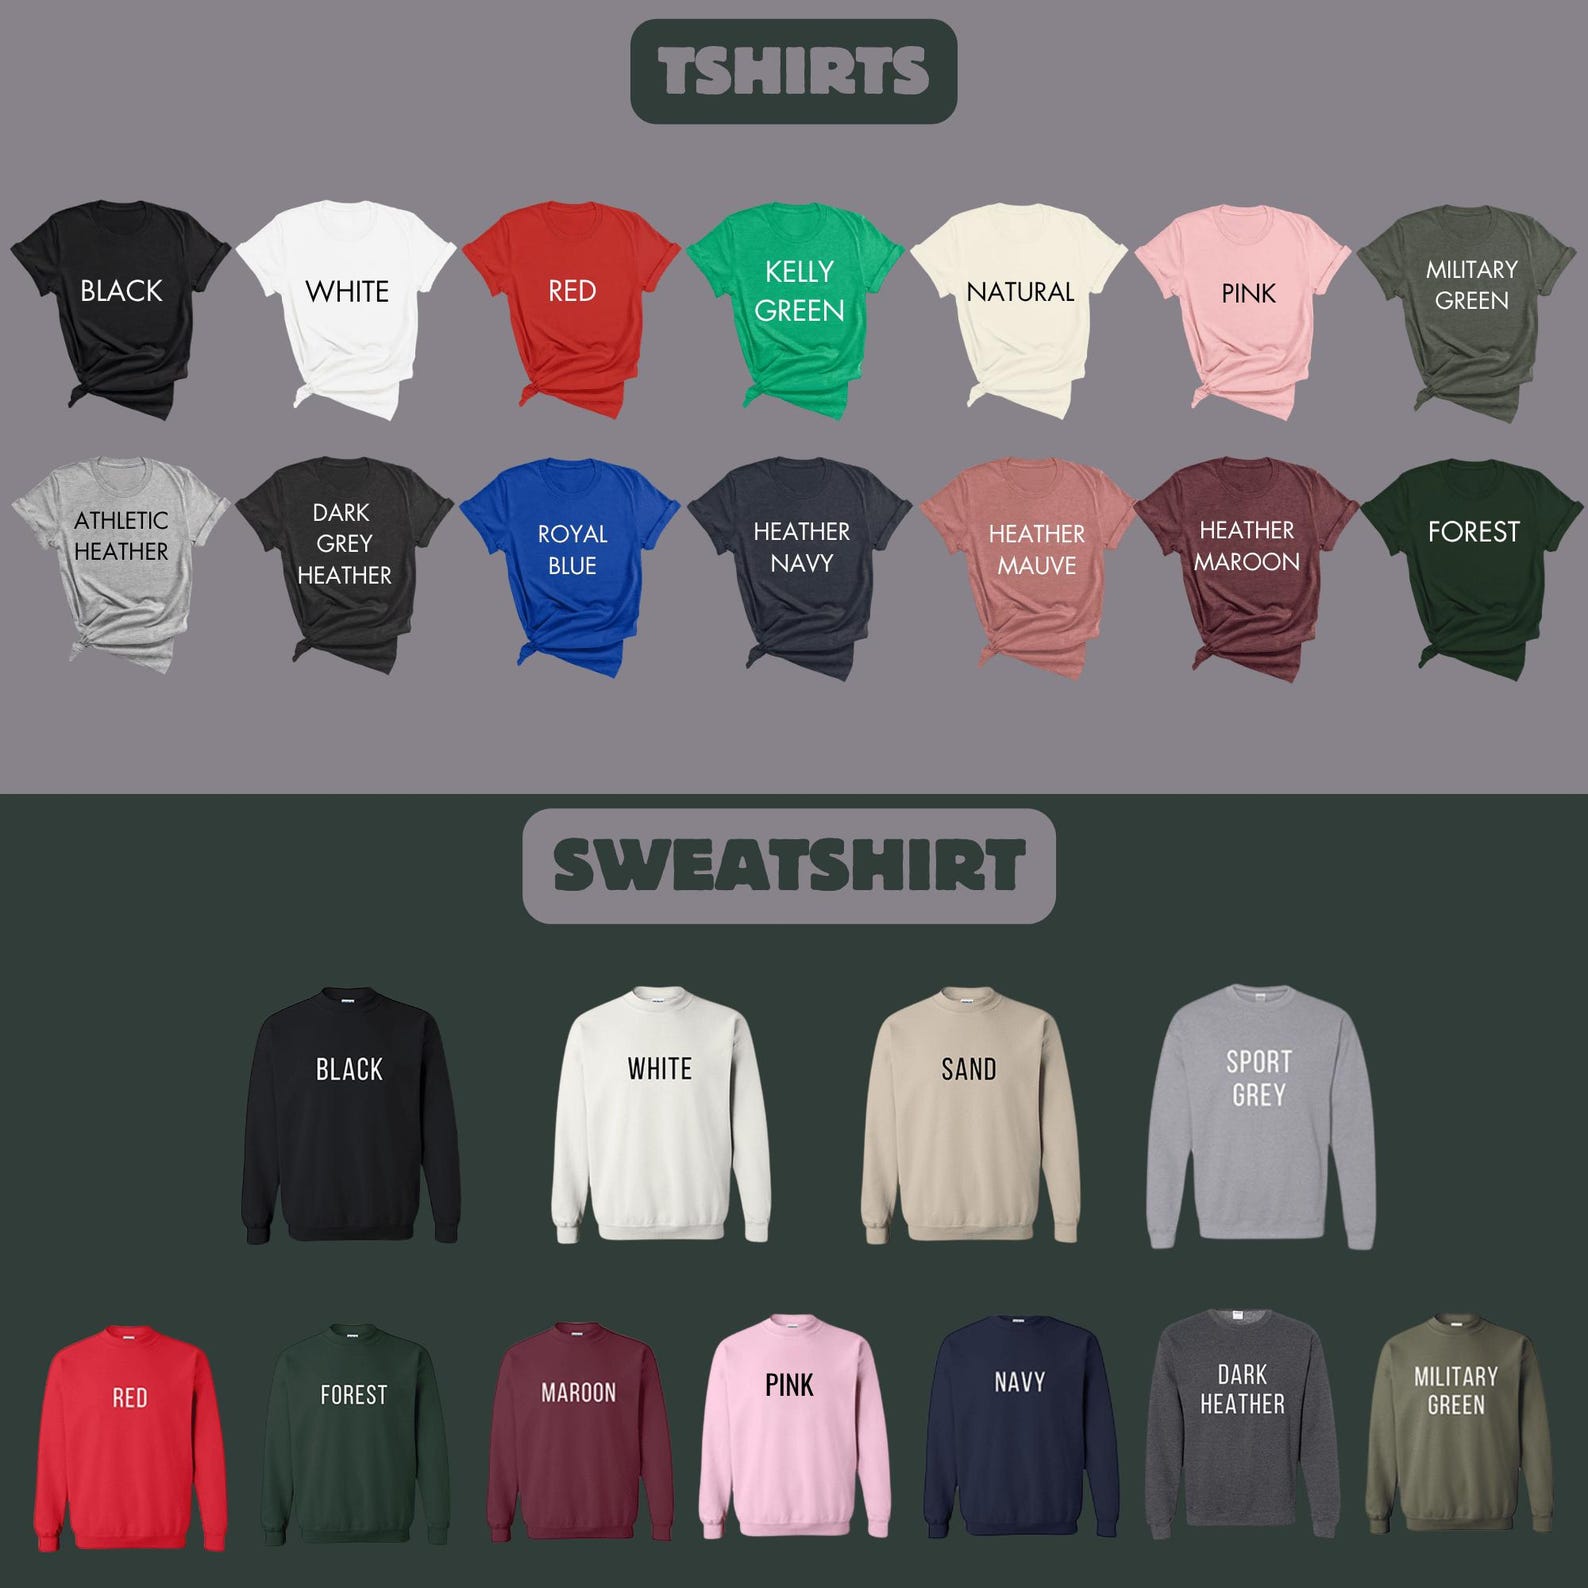 TSHIRTS
BLACK
WHITE
RED
KELLY
GREEN
NATURAL
PINK
MILITARY
GREEN
ATHLETIC
HEATHER
DARK
GREY
HEATHER
ROYAL
BLUE
HEATHER
NAVY
HEATHER
MAUVE
HEATHER
MAROON
FOREST
SWEATSHIRT
BLACK
WHITE
SAND
SPORT
GREY
RED
FOREST
MAROON
PINK
NAVY
DARK
HEATHER
MILITARY
GREEN